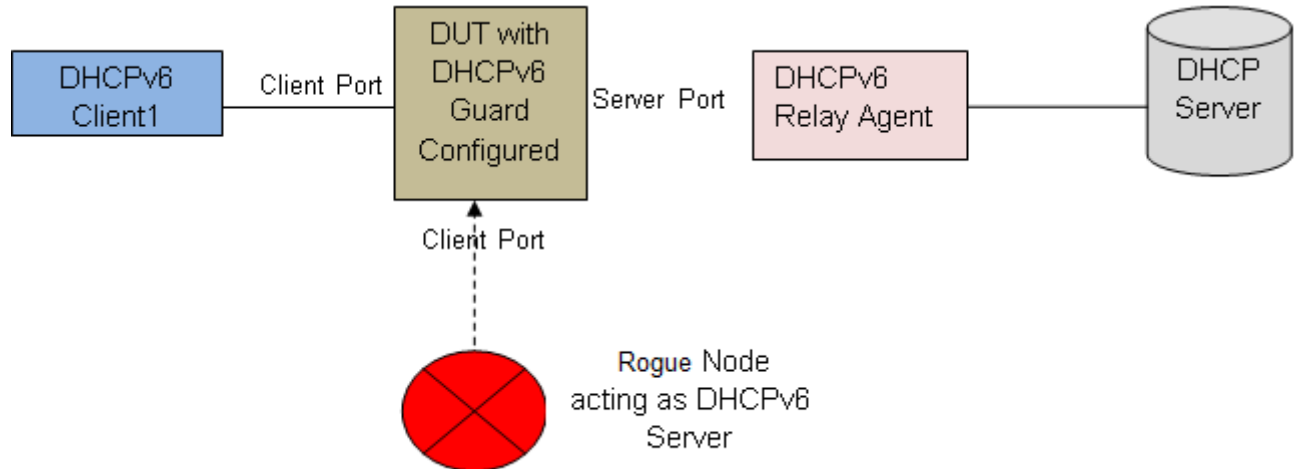 DHCPv6
Client1
Client Port
DUT with
DHCPv6
Guard
Configured
Server Port
DHCPv6
Relay Agent
DHCP
Server
Client Port
Rogue Node
acting as DHCPv6
Server